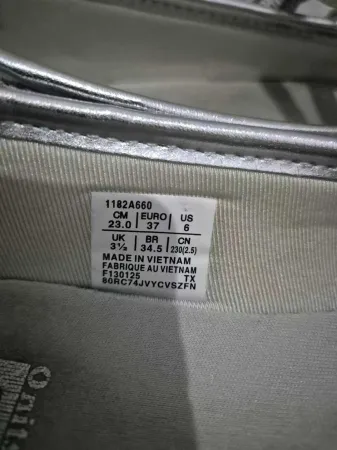 1182A660
CM EURO US
23.0 37 6
UK BR CN
3½ 34.5 230(2.5)
MADE IN VIETNAM
FABRIQUE AU VIETNAM
F130125 TX
80RC74JVYCVSZFN
Onits